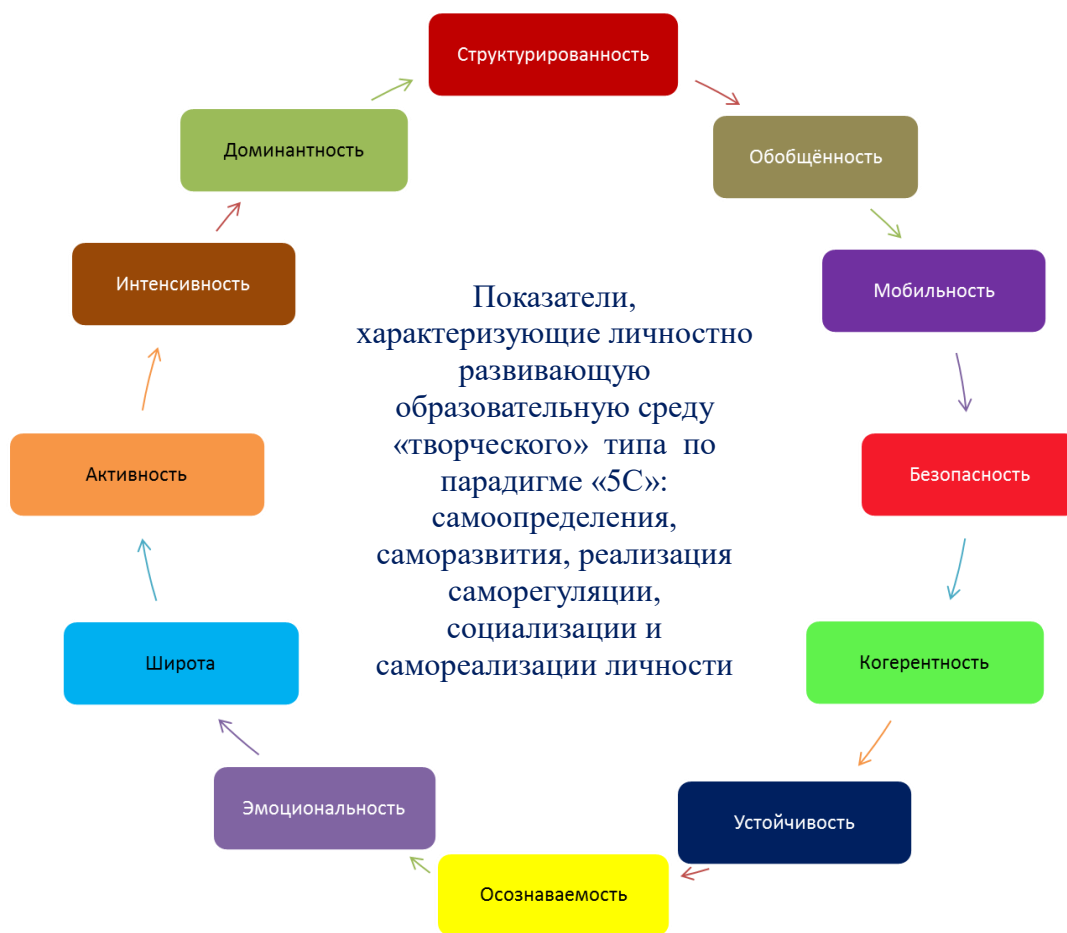 Структурированность
Обобщённость
Мобильность
Безопасность
Когерентность
Устойчивость
Осознаваемость
Эмоциональность
Широта
Активность
Интенсивность
Доминантность
Показатели,
характеризующие личностно
развивающую
образовательную среду
«творческого» типа по
парадигме «5С»:
самоопределения,
саморазвития, реализация
саморегуляции,
социализации и
самореализации личности